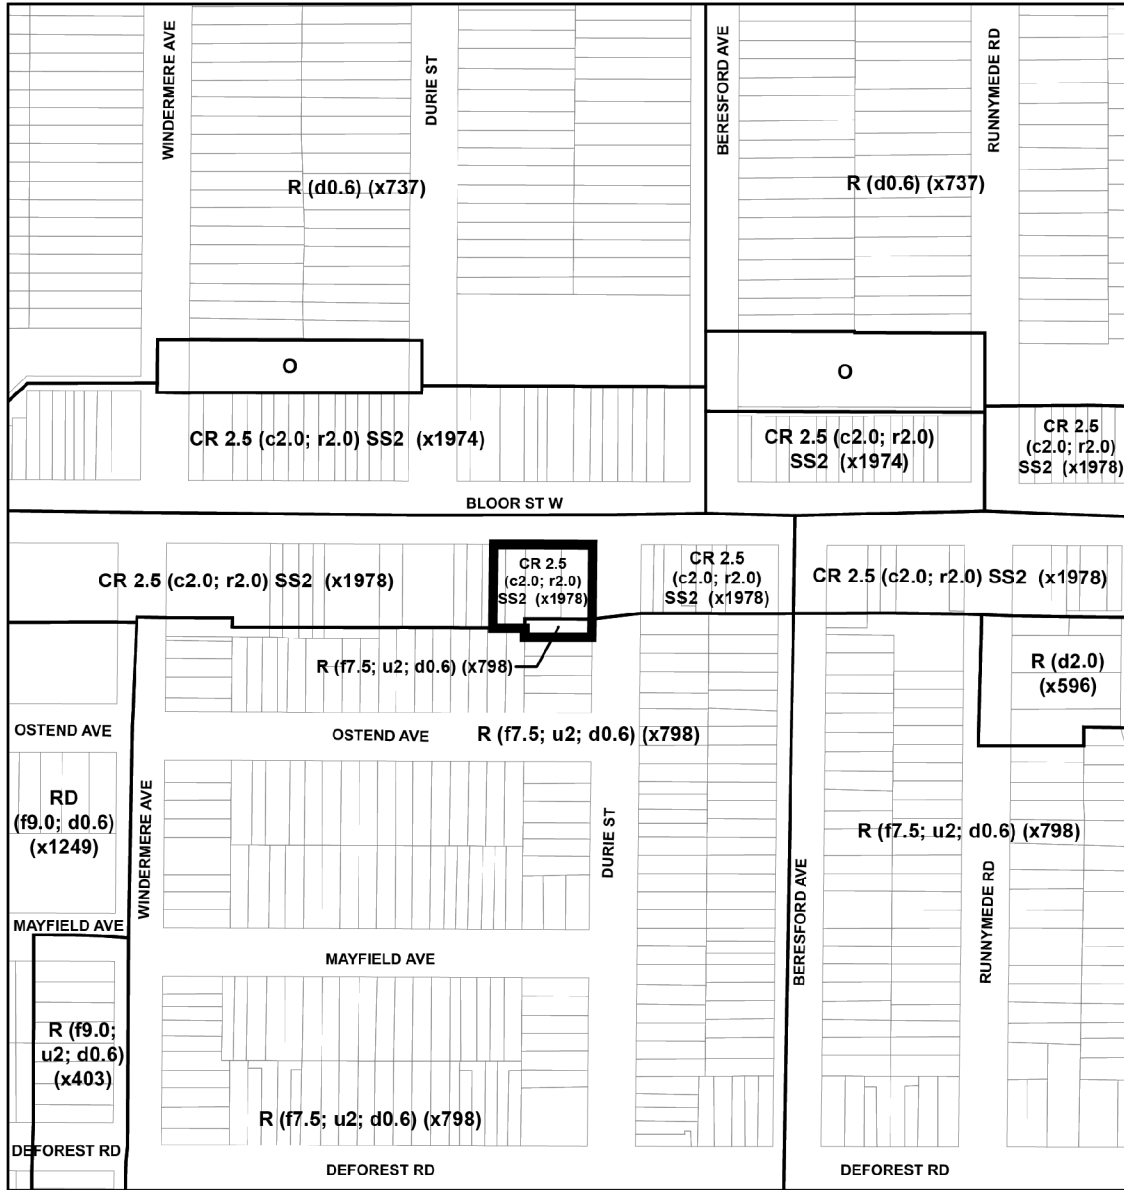 WINDERMERE AVE
DURIE ST
BERESFORD AVE
RUNNYMEDE RD
R (d0.6) (x737)
R (d0.6) (x737)
O
O
CR 2.5 (c2.0; r2.0) SS2 (x1974)
CR 2.5 (c2.0; r2.0)
SS2 (x1974)
CR 2.5
(c2.0; r2.0)
SS2 (x1978)
BLOOR ST W
CR 2.5 (c2.0; r2.0) SS2 (x1978)
CR 2.5
(c2.0; r2.0)
SS2 (x1978)
CR 2.5
(c2.0; r2.0)
SS2 (x1978)
CR 2.5 (c2.0; r2.0) SS2 (x1978)
R (f7.5; u2; d0.6) (x798)
R (d2.0)
(x596)
OSTEND AVE
OSTEND AVE
R (f7.5; u2; d0.6) (x798)
RD
(f9.0; d0.6)
(x1249)
WINDERMERE AVE
DURIE ST
BERESFORD AVE
R (f7.5; u2; d0.6) (x798)
RUNNYMEDE RD
MAYFIELD AVE
MAYFIELD AVE
R (f9.0;
u2; d0.6)
(x403)
R (f7.5; u2; d0.6) (x798)
DEFOREST RD
DEFOREST RD
DEFOREST RD